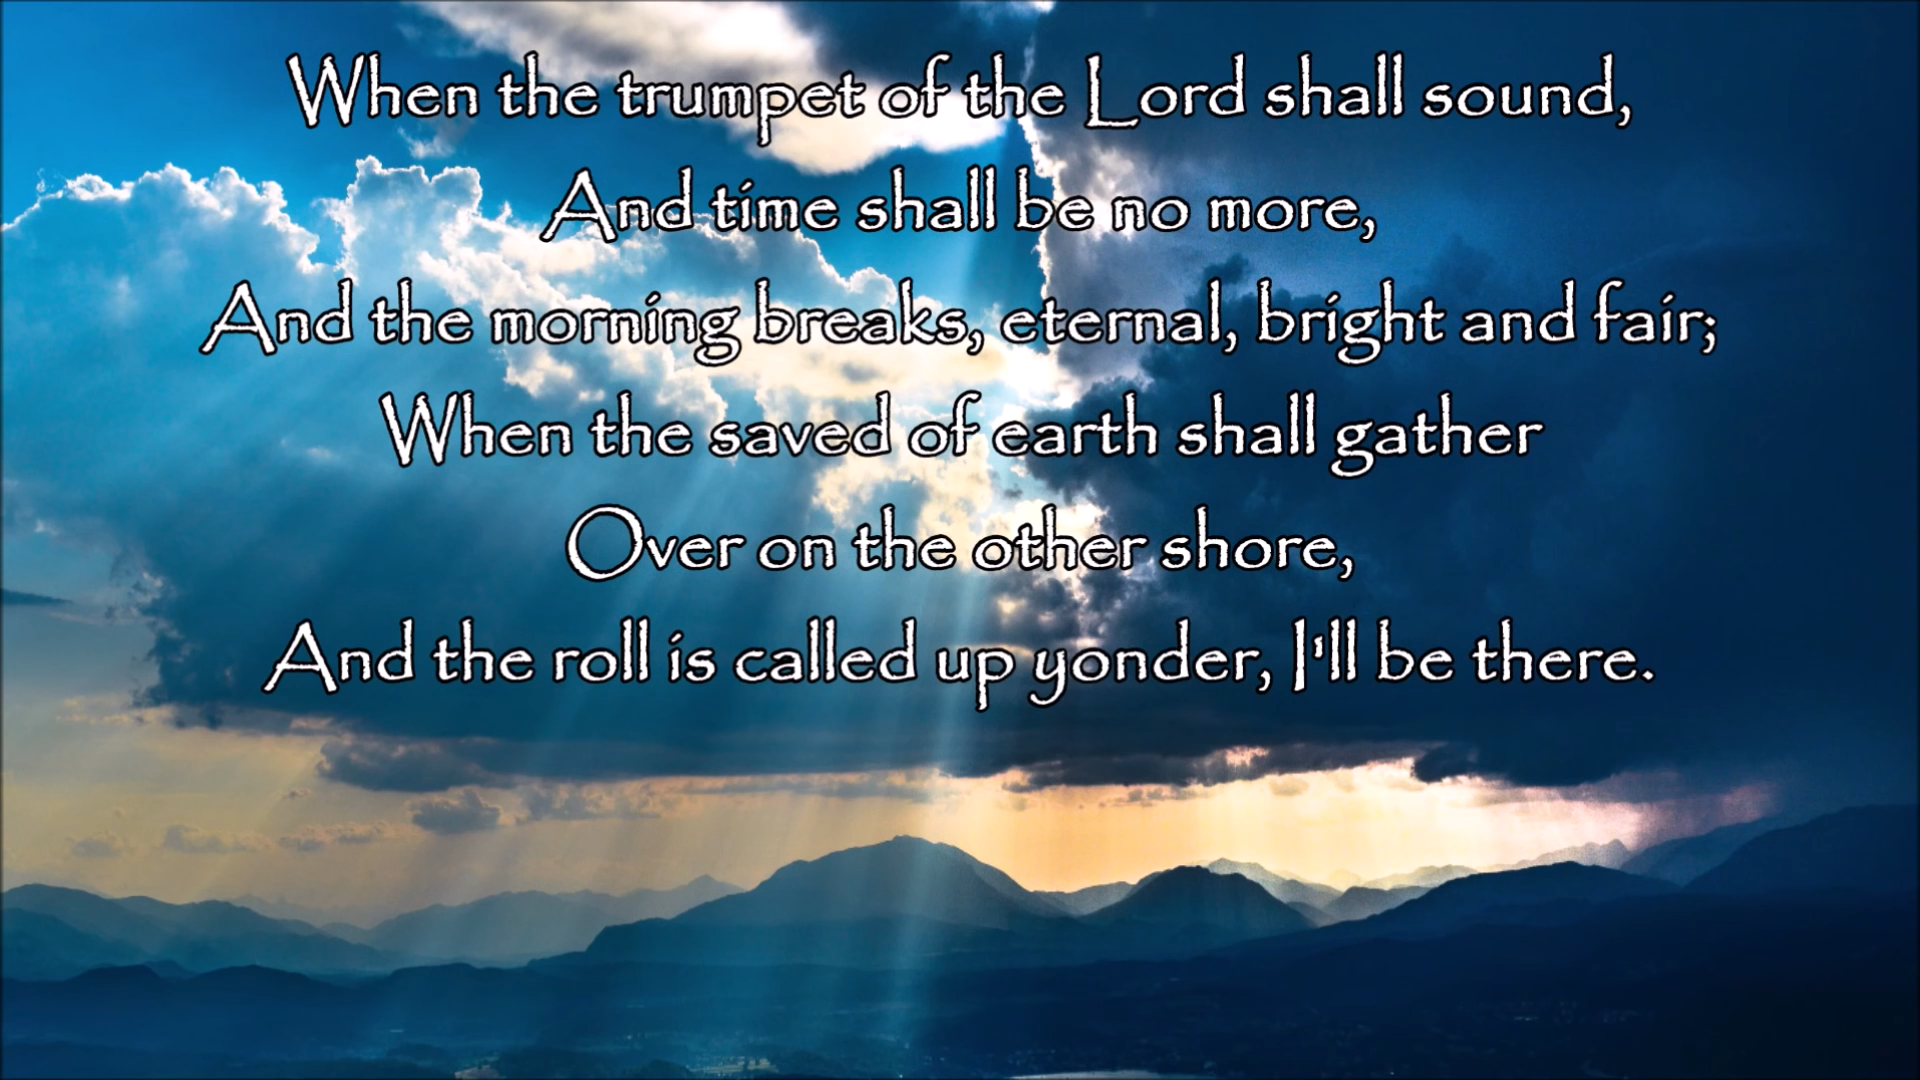 When the trumpet of the Lord shall sound,
And time shall be no more,
And the morning breaks, eternal, bright and fair;
When the saved of earth shall gather
Over on the other shore,
And the roll is called up yonder, I'll be there.